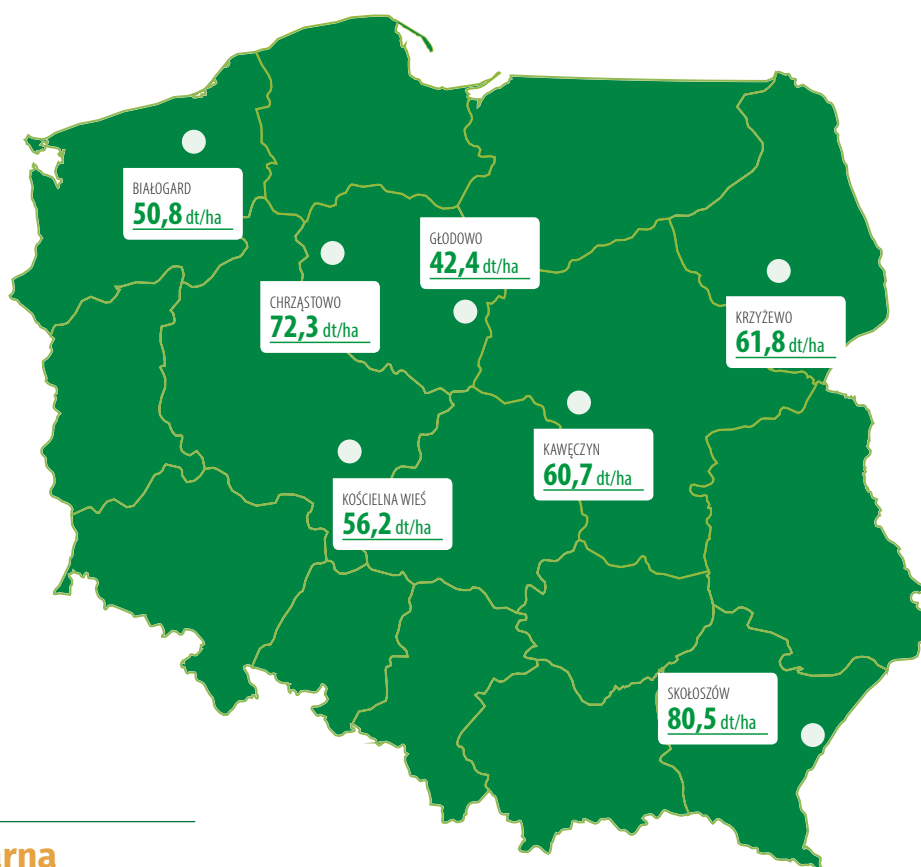 BIAŁOGARD
50,8 dt/ha
GŁODOWO
42,4 dt/ha
CHRZĄSTOWO
72,3 dt/ha
KRZYŻEWO
61,8 dt/ha
KAWĘCZYN
60,7 dt/ha
KOŚCIELNA WIEŚ
56,2 dt/ha
SKOŁOSZÓW
80,5 dt/ha